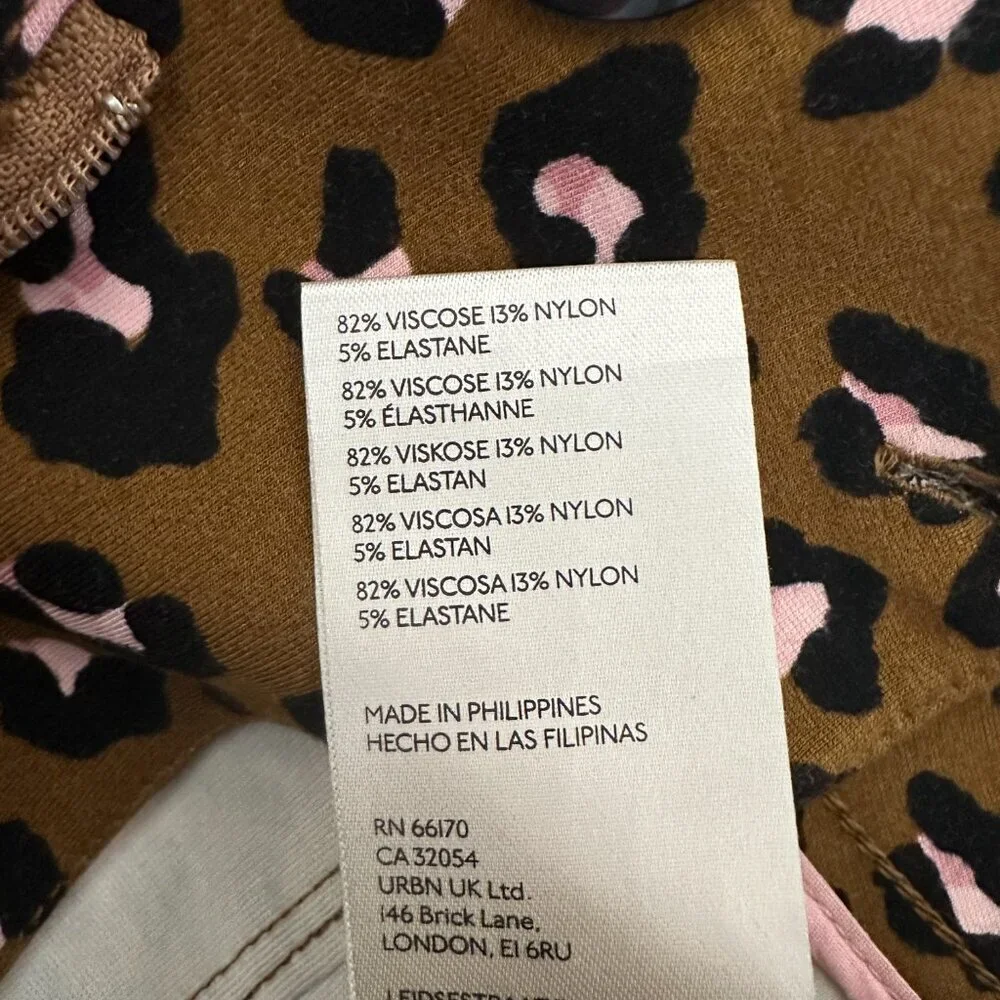 82% VISCOSE 13% NYLON
5% ELASTANE
82% VISCOSE 13% NYLON
5% ÉLASTHANNE
82% VISKOSE 13% NYLON
5% ELASTAN
82% VISCOSA 13% NYLON
5% ELASTAN
82% VISCOSA 13% NYLON
5% ELASTANE
MADE IN PHILIPPINES
HECHO EN LAS FILIPINAS
RN 66170
CA 32054
URBN UK Ltd.
146 Brick Lane,
LONDON, E1 6RU